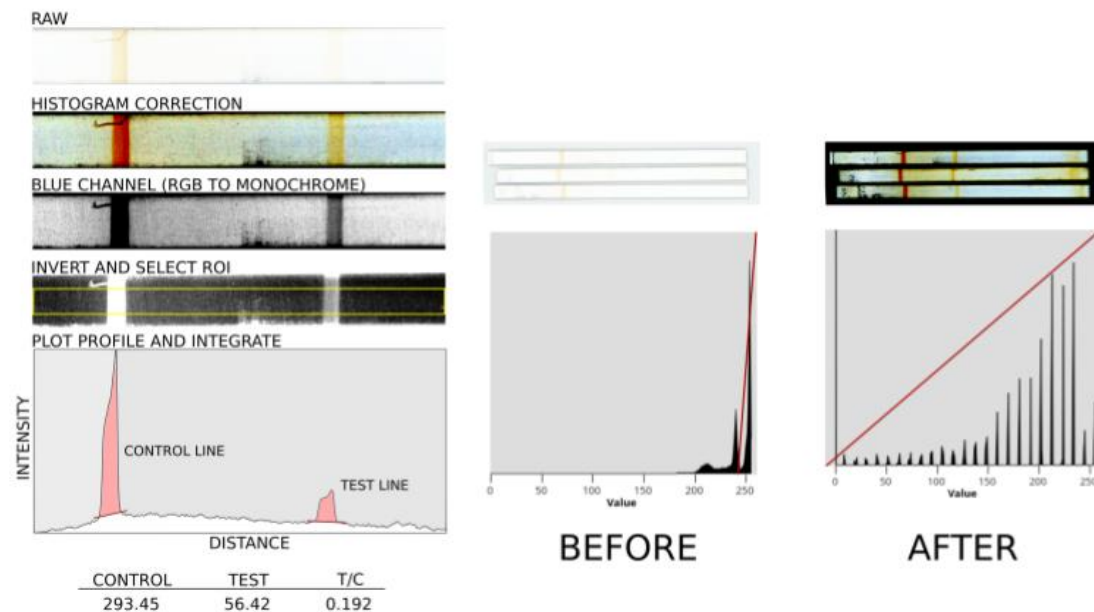 RAW
HISTOGRAM CORRECTION
BLUE CHANNEL (RGB TO MONOCHROME)
INVERT AND SELECT ROI
PLOT PROFILE AND INTEGRATE
INTENSITY
CONTROL LINE
TEST LINE
DISTANCE
CONTROL TEST T/C
293.45 56.42 0.192
0 50 100 150 200 250
Value
BEFORE
0 50 100 150 200 250
Value
AFTER